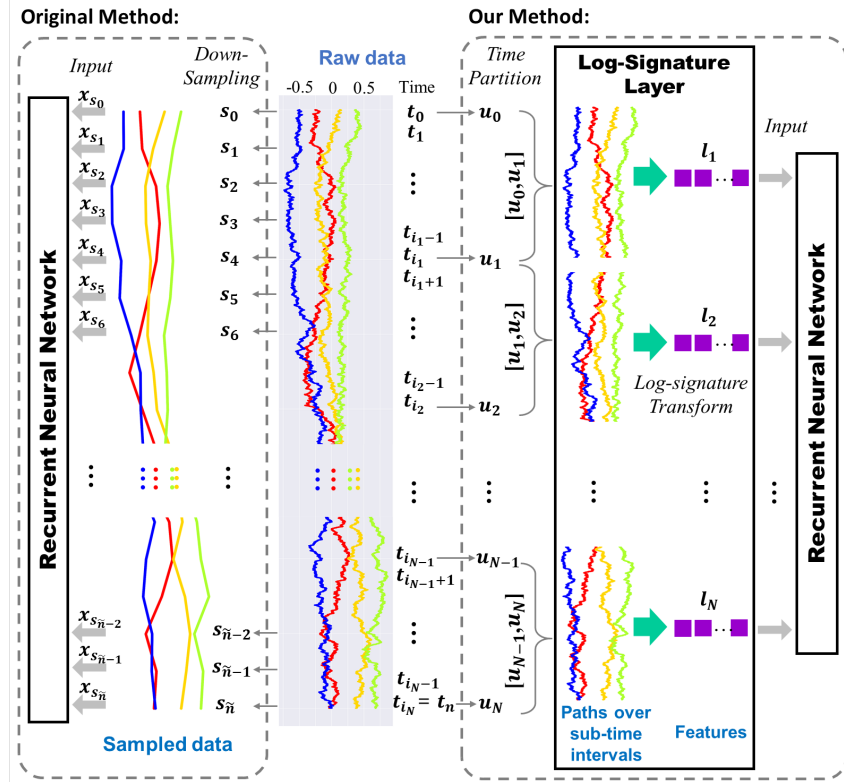 Original Method:
Our Method:
Input
Down-
Sampling
Raw data
-0.5 0 0.5
Time
Time
Partition
Log-Signature
Layer
Input
Recurrent Neural Network
x_{s_0}
x_{s_1}
x_{s_2}
x_{s_3}
x_{s_4}
x_{s_5}
x_{s_6}
...
x_{s_{ñ-2}}
x_{s_{ñ-1}}
x_{s_ñ}
Sampled data
s_0
s_1
s_2
s_3
s_4
s_5
s_6
...
s_{ñ-2}
s_{ñ-1}
s_ñ
t_0
t_1
...
t_{i_1-1}
t_{i_1}
t_{i_1+1}
...
t_{i_2-1}
t_{i_2}
...
t_{i_{N-1}}
t_{i_{N-1}+1}
...
t_{i_N-1}
t_{i_N} = t_n
u_0
u_1
u_2
...
u_{N-1}
u_N
[u_0,u_1]
[u_1,u_2]
[u_{N-1},u_N]
l_1
...
l_2
...
Log-signature
Transform
...
l_N
...
Paths over
sub-time
intervals
Features
...
Recurrent Neural Network